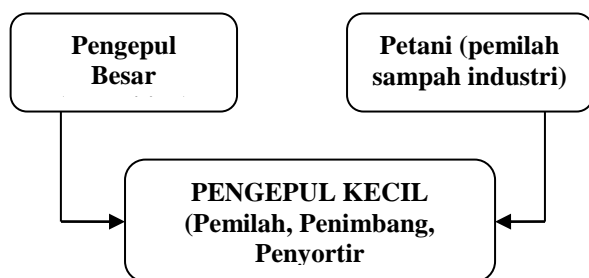 Pengepul
Besar
Petani (pemilah
sampah industri)
PENGEPUL KECIL
(Pemilah, Penimbang,
Penyortir